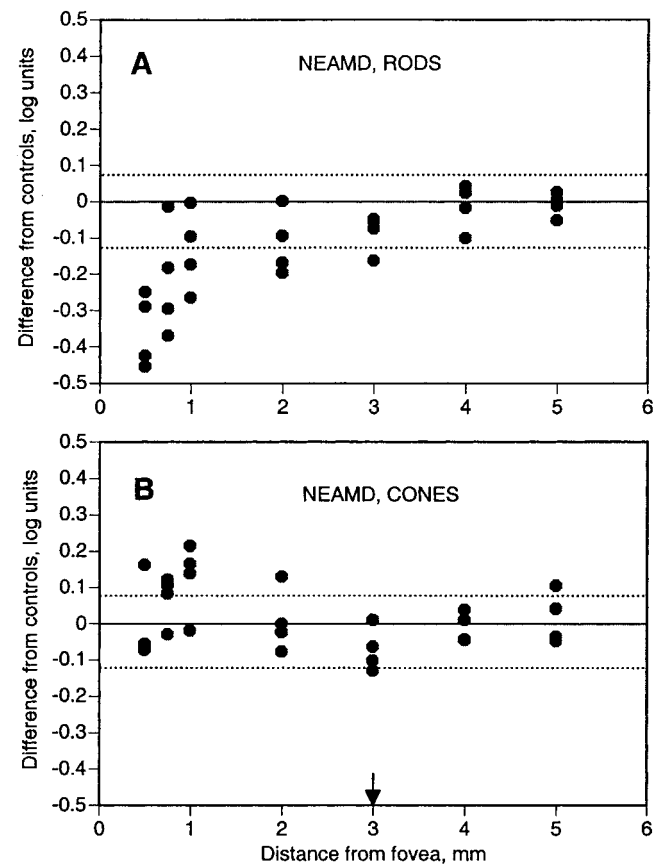 A
NEAMD, RODS
Difference from controls, log units
0.5
0.4
0.3
0.2
0.1
0
-0.1
-0.2
-0.3
-0.4
-0.5
0 1 2 3 4 5 6
B
NEAMD, CONES
Difference from controls, log units
0.5
0.4
0.3
0.2
0.1
0
-0.1
-0.2
-0.3
-0.4
-0.5
0 1 2 3 4 5 6
Distance from fovea, mm